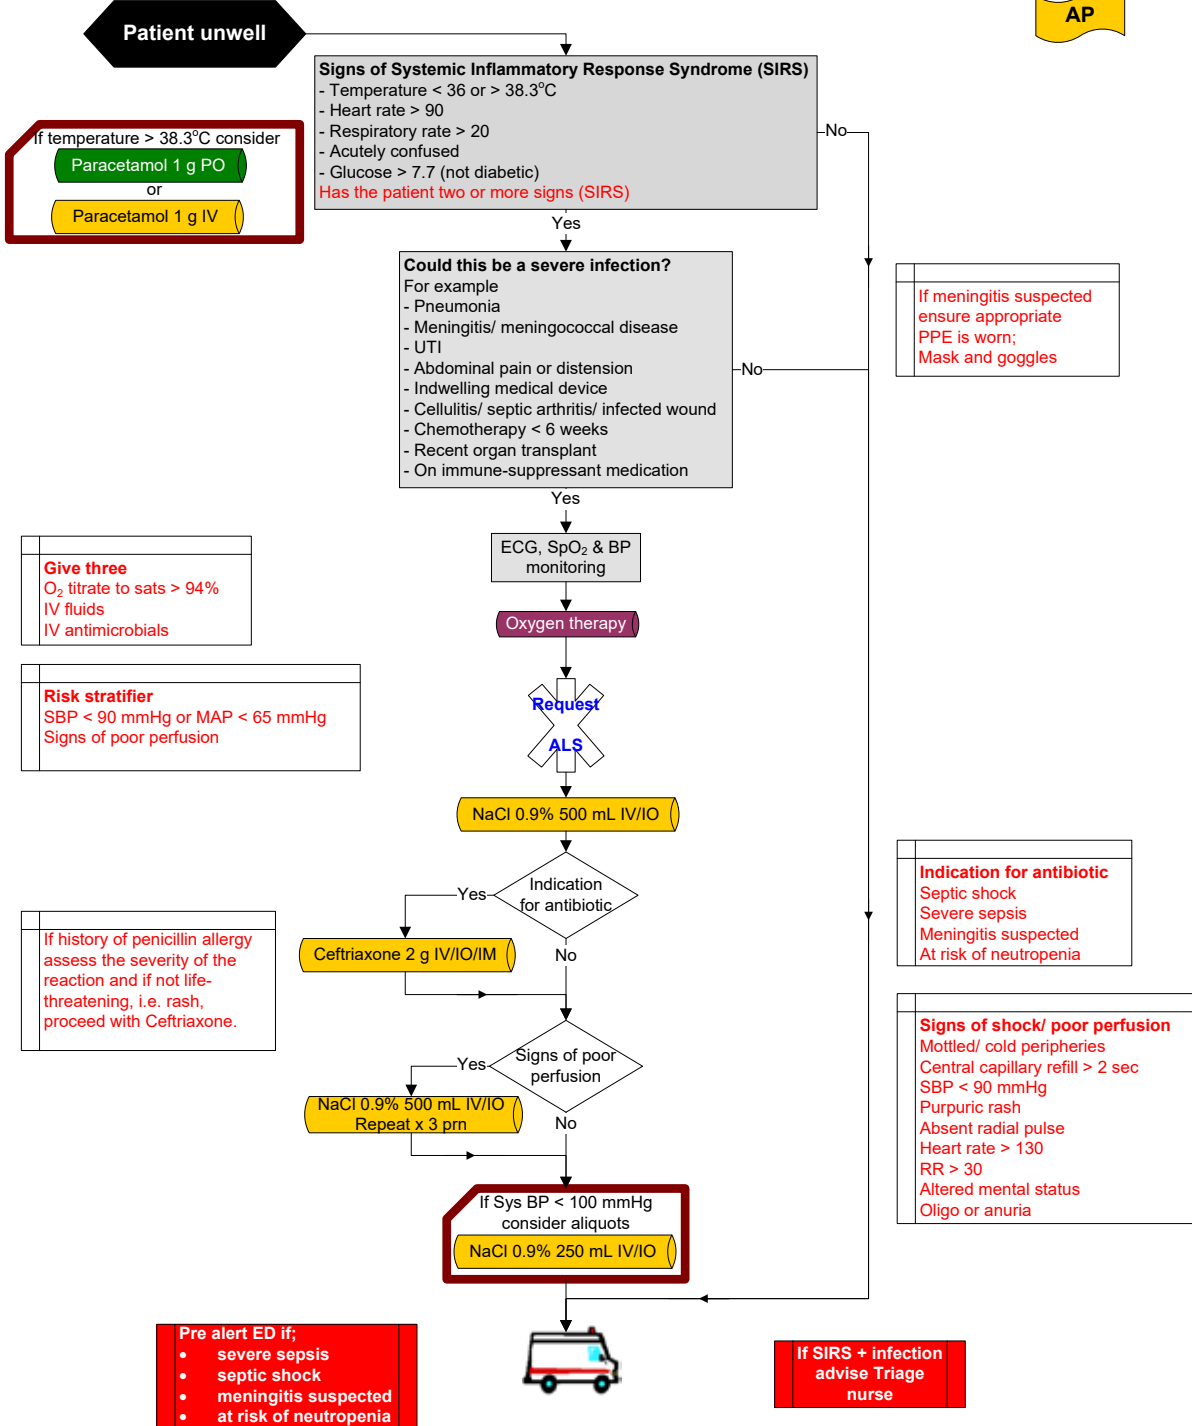 AP
Patient unwell
Signs of Systemic Inflammatory Response Syndrome (SIRS)
- Temperature < 36 or > 38.3°C
- Heart rate > 90
- Respiratory rate > 20
- Acutely confused
- Glucose > 7.7 (not diabetic)
Has the patient two or more signs (SIRS)
No
If temperature > 38.3°C consider
Paracetamol 1 g PO
or
Paracetamol 1 g IV
Yes
Could this be a severe infection?
For example
- Pneumonia
- Meningitis/ meningococcal disease
- UTI
- Abdominal pain or distension
- Indwelling medical device
- Cellulitis/ septic arthritis/ infected wound
- Chemotherapy < 6 weeks
- Recent organ transplant
- On immune-suppressant medication
No
If meningitis suspected
ensure appropriate
PPE is worn;
Mask and goggles
Yes
ECG, SpO₂ & BP
monitoring
Give three
O₂ titrate to sats > 94%
IV fluids
IV antimicrobials
Oxygen therapy
Risk stratifier
SBP < 90 mmHg or MAP < 65 mmHg
Signs of poor perfusion
Request
ALS
NaCl 0.9% 500 mL IV/IO
Indication
for antibiotic
Yes
No
Ceftriaxone 2 g IV/IO/IM
Indication for antibiotic
Septic shock
Severe sepsis
Meningitis suspected
At risk of neutropenia
If history of penicillin allergy
assess the severity of the
reaction and if not life-
threatening, i.e. rash,
proceed with Ceftriaxone.
Signs of poor
perfusion
Yes
No
NaCl 0.9% 500 mL IV/IO
Repeat x 3 prn
Signs of shock/ poor perfusion
Mottled/ cold peripheries
Central capillary refill > 2 sec
SBP < 90 mmHg
Purpuric rash
Absent radial pulse
Heart rate > 130
RR > 30
Altered mental status
Oligo or anuria
If Sys BP < 100 mmHg
consider aliquots
NaCl 0.9% 250 mL IV/IO
Pre alert ED if;
• severe sepsis
• septic shock
• meningitis suspected
• at risk of neutropenia
If SIRS + infection
advise Triage
nurse